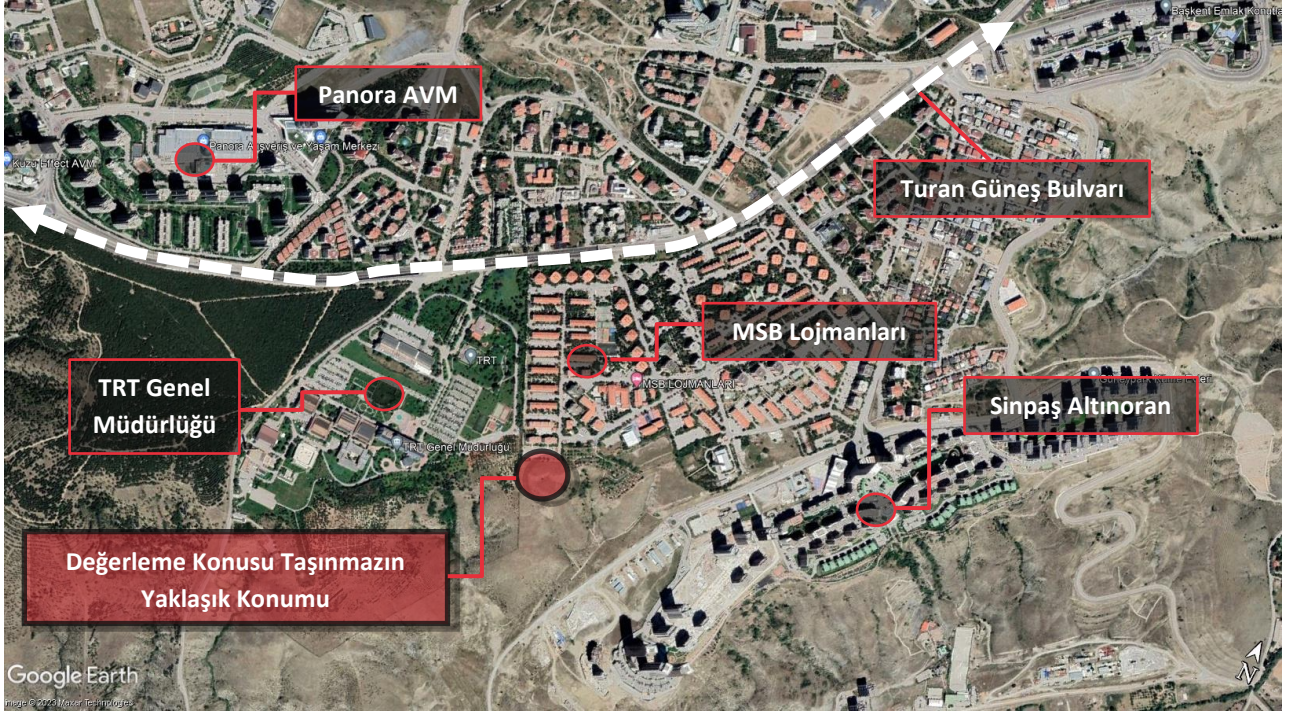 Başkent Emlak Konutla
Panora AVM
Panora Alışveriş ve Yaşam Merkezi
Kuzu Effect AVM
Turan Güneş Bulvarı
MSB Lojmanları
TRT
TRT Genel
Müdürlüğü
MSB LOJMANLARI
Sinpaş Altınoran
TRT Genel Müdürlüğü
Değerleme Konusu Taşınmazın
Yaklaşık Konumu
Google Earth
Image © 2023 Maxar Technologies
N